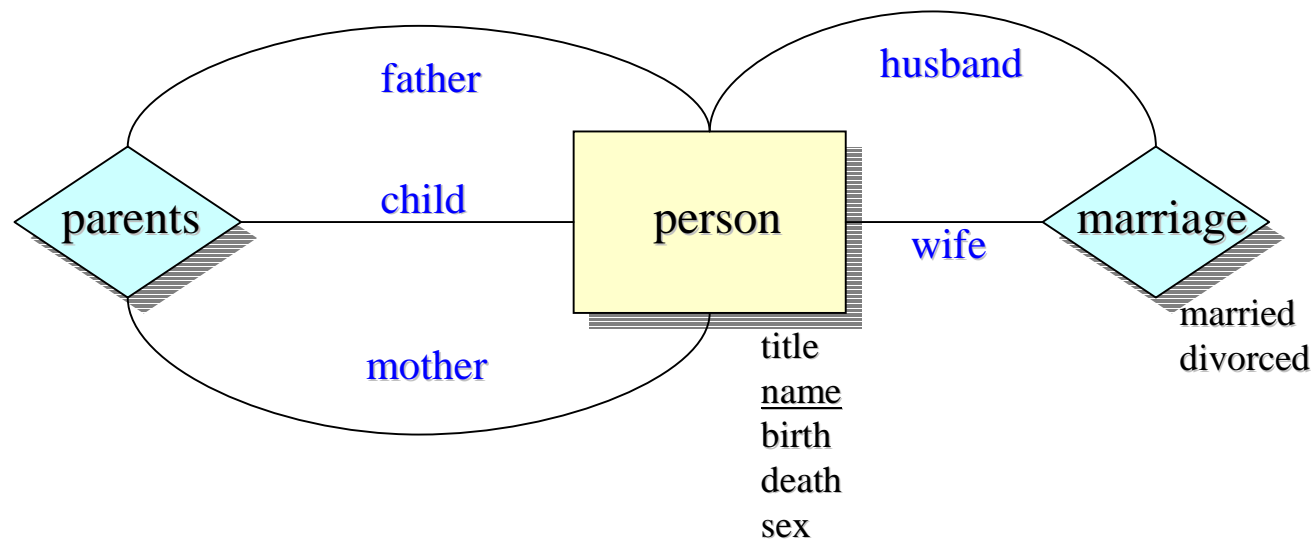 father
husband
child
parents
person
marriage
wife
mother
married
divorced
title
name
birth
death
sex